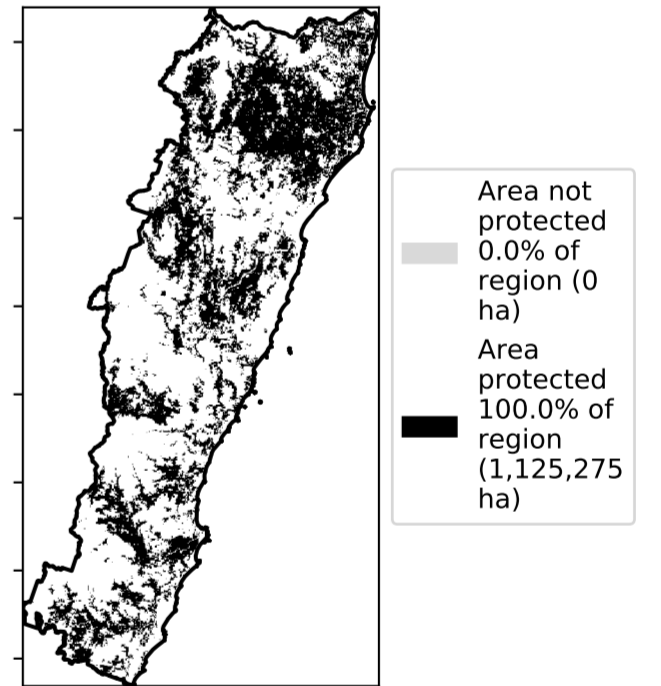 Area not
protected
0.0% of
region (0
ha)
Area
protected
100.0% of
region
(1,125,275
ha)